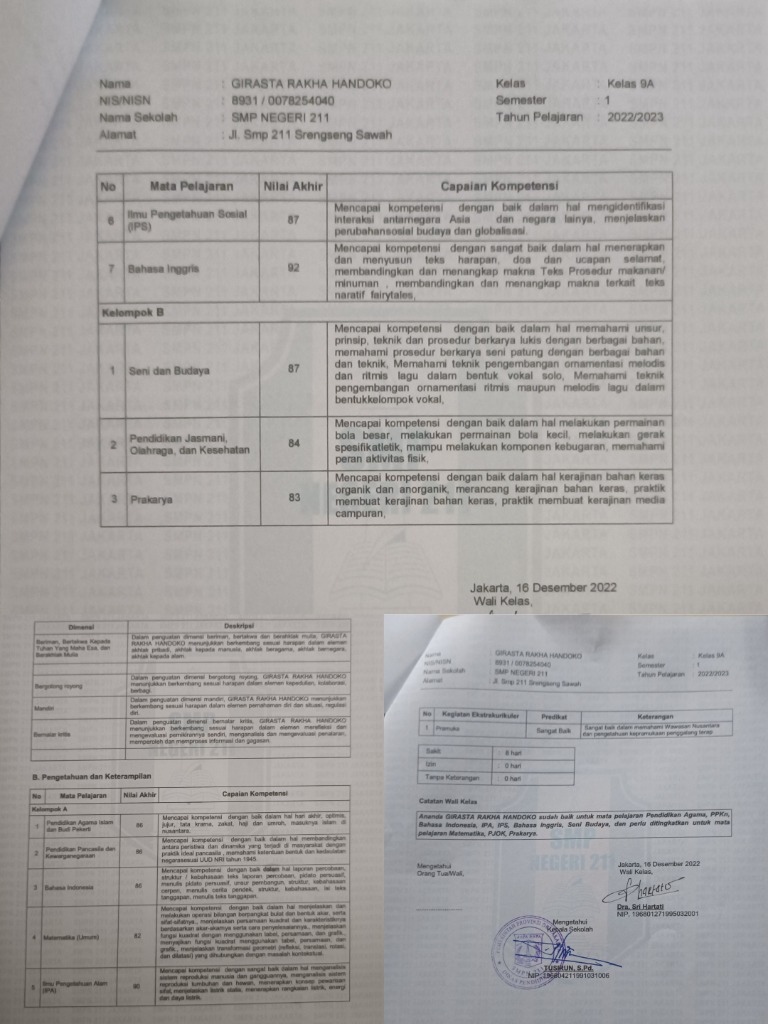 Nama : GIRASTA RAKHA HANDOKO Kelas : Kelas 9A
NIS/NISN : 8931 / 0078254040 Semester : 1
Nama Sekolah : SMP NEGERI 211 Tahun Pelajaran : 2022/2023
Alamat : Jl. Smp 211 Srengseng Sawah
No Mata Pelajaran Nilai Akhir Capaian Kompetensi
6 Ilmu Pengetahuan Sosial (IPS) 87
Mencapai kompetensi dengan baik dalam hal mengidentifikasi
interaksi antarnegara Asia dan negara lainya, menjelaskan
perubahansosial budaya dan globalisasi.
7 Bahasa Inggris 92
Mencapai kompetensi dengan sangat baik dalam hal menerapkan
dan menyusun teks harapan, doa dan ucapan selamat,
membandingkan dan menangkap makna Teks Prosedur makanan/
minuman , membandingkan dan menangkap makna terkait teks
naratif fairytales,
Kelompok B
1 Seni dan Budaya 87
Mencapai kompetensi dengan baik dalam hal memahami unsur,
prinsip, teknik dan prosedur berkarya lukis dengan berbagai bahan,
memahami prosedur berkarya seni patung dengan berbagai bahan
dan teknik, Memahami teknik pengembangan ornamentasi melodis
dan ritmis lagu dalam bentuk vokal solo, Memahami teknik
pengembangan ornamentasi ritmis maupun melodis lagu dalam
bentukkelompok vokal,
2 Pendidikan Jasmani, Olahraga, dan Kesehatan 84
Mencapai kompetensi dengan baik dalam hal melakukan permainan
bola besar, melakukan permainan bola kecil, melakukan gerak
spesifikatletik, mampu melakukan komponen kebugaran, memahami
peran aktivitas fisik,
3 Prakarya 83
Mencapai kompetensi dengan baik dalam hal kerajinan bahan keras
organik dan anorganik, merancang kerajinan bahan keras, praktik
membuat kerajinan bahan keras, praktik membuat kerajinan media
campuran,
Jakarta, 16 Desember 2022
Wali Kelas,
Dimensi Deskripsi
Beriman, Bertakwa Kepada
Tuhan Yang Maha Esa, dan
Berakhlak Mulia
Dalam penguatan dimensi beriman, bertakwa dan berakhlak mulia, GIRASTA
RAKHA HANDOKO menunjukkan berkembang sesuai harapan dalam elemen
akhlak pribadi, akhlak kepada manusia, akhlak beragama, akhlak bernegara,
akhlak kepada alam.
Bergotong royong
Dalam penguatan dimensi bergotong royong, GIRASTA RAKHA HANDOKO
menunjukkan berkembang sesuai harapan dalam elemen kepedulian, kolaborasi,
berbagi.
Mandiri
Dalam penguatan dimensi mandiri, GIRASTA RAKHA HANDOKO menunjukkan
berkembang sesuai harapan dalam elemen pemahaman diri dan situasi, regulasi
diri.
Bernalar kritis
Dalam penguatan dimensi bernalar kritis, GIRASTA RAKHA HANDOKO
menunjukkan berkembang sesuai harapan dalam elemen merefleksi dan
mengevaluasi pemikirannya sendiri, menganalisis dan mengevaluasi penalaran,
memperoleh dan memproses informasi dan gagasan.
B. Pengetahuan dan Keterampilan
No Mata Pelajaran Nilai Akhir Capaian Kompetensi
Kelompok A
1 Pendidikan Agama Islam dan Budi Pekerti 86
Mencapai kompetensi dengan baik dalam hal hari akhir, optimis,
jujur, tata krama, zakat, haji dan umroh, masuknya islam di
nusantara.
2 Pendidikan Pancasila dan Kewarganegaraan 86
Mencapai kompetensi dengan baik dalam hal membandingkan
antara peristiwa dan dinamika yang terjadi di masyarakat dengan
praktik ideal pancasila , memahami ketentuan bentuk dan kedaulatan
negarasesuai UUD NRI tahun 1945.
3 Bahasa Indonesia 86
Mencapai kompetensi dengan baik dalam hal laporan percobaan,
struktur / kebahasaan teks laporan percobaan, pidato persuasif,
menulis pidato persuasif, unsur pembangun, struktur, kebahasaan
cerpen, menulis cerita pendek, struktur, kebahasaan, isi teks
tanggapan, menulis teks tanggapan.
4 Matematika (Umum) 82
Mencapai kompetensi dengan baik dalam hal menjelaskan dan
melakukan operasi bilangan berpangkat bulat dan bentuk akar, serta
sifat-sifatnya., menjelaskan persamaan kuadrat dan karakteristiknya
berdasarkan akar-akarnya serta cara penyelesaiannya., menjelaskan
fungsi kuadrat dengan menggunakan tabel, persamaan, dan grafik.,
menyajikan fungsi kuadrat menggunakan tabel, persamaan, dan
grafik., menjelaskan transformasi geometri (refleksi, translasi, rotasi,
dan dilatasi) yang dihubungkan dengan masalah kontekstual.
5 Ilmu Pengetahuan Alam (IPA) 90
Mencapai kompetensi dengan sangat baik dalam hal menganalisis
sistem reproduksi manusia dan gangguannya, menganalisis sistem
reproduksi tumbuhan dan hewan, menerapkan konsep pewarisan
sifat, menjelaskan listrik statis, menerapkan rangkaian listrik, energi
dan daya listrik.
Nama GIRASTA RAKHA HANDOKO Kelas : Kelas 9A
NIS/NISN 8931 / 0078254040 Semester : 1
Nama Sekolah SMP NEGERI 211 Tahun Pelajaran : 2022/2023
Alamat Jl. Smp 211 Srengseng Sawah
No Kegiatan Ekstrakurikuler Predikat Keterangan
1 Pramuka Sangat Baik
Sangat baik dalam memahami Wawasan Nusantara
dan pengetahuan kepramukaan penggalang terap
Sakit : 8 hari
Izin : 0 hari
Tanpa Keterangan : 0 hari
Catatan Wali Kelas
Ananda GIRASTA RAKHA HANDOKO sudah baik untuk mata pelajaran Pendidikan Agama, PPKn,
Bahasa Indonesia, IPA, IPS, Bahasa Inggris, Seni Budaya, dan perlu ditingkatkan untuk mata
pelajaran Matematika, PJOK, Prakarya.
Mengetahui
Orang Tua/Wali,
Jakarta, 16 Desember 2022
Wali Kelas,
Dra. Sri Hartati
NIP. 196801271995032001
Mengetahui
Kepala Sekolah
TUSIRUN, S.Pd.
NIP. 196804211991031006